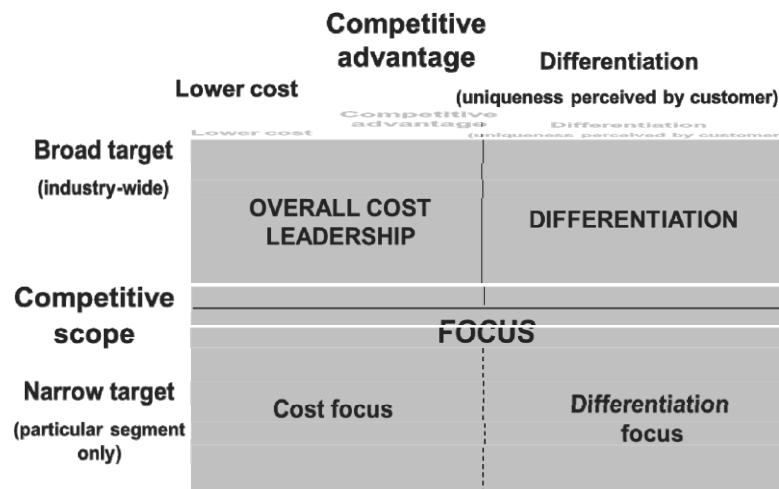 Competitive
advantage
Lower cost
Differentiation
(uniqueness perceived by customer)
Competitive
advantage
Lower cost
Differentiation
(uniqueness perceived by customer)
Broad target
(industry-wide)
OVERALL COST
LEADERSHIP
DIFFERENTIATION
Competitive
scope
FOCUS
Narrow target
(particular segment
only)
Cost focus
Differentiation
focus